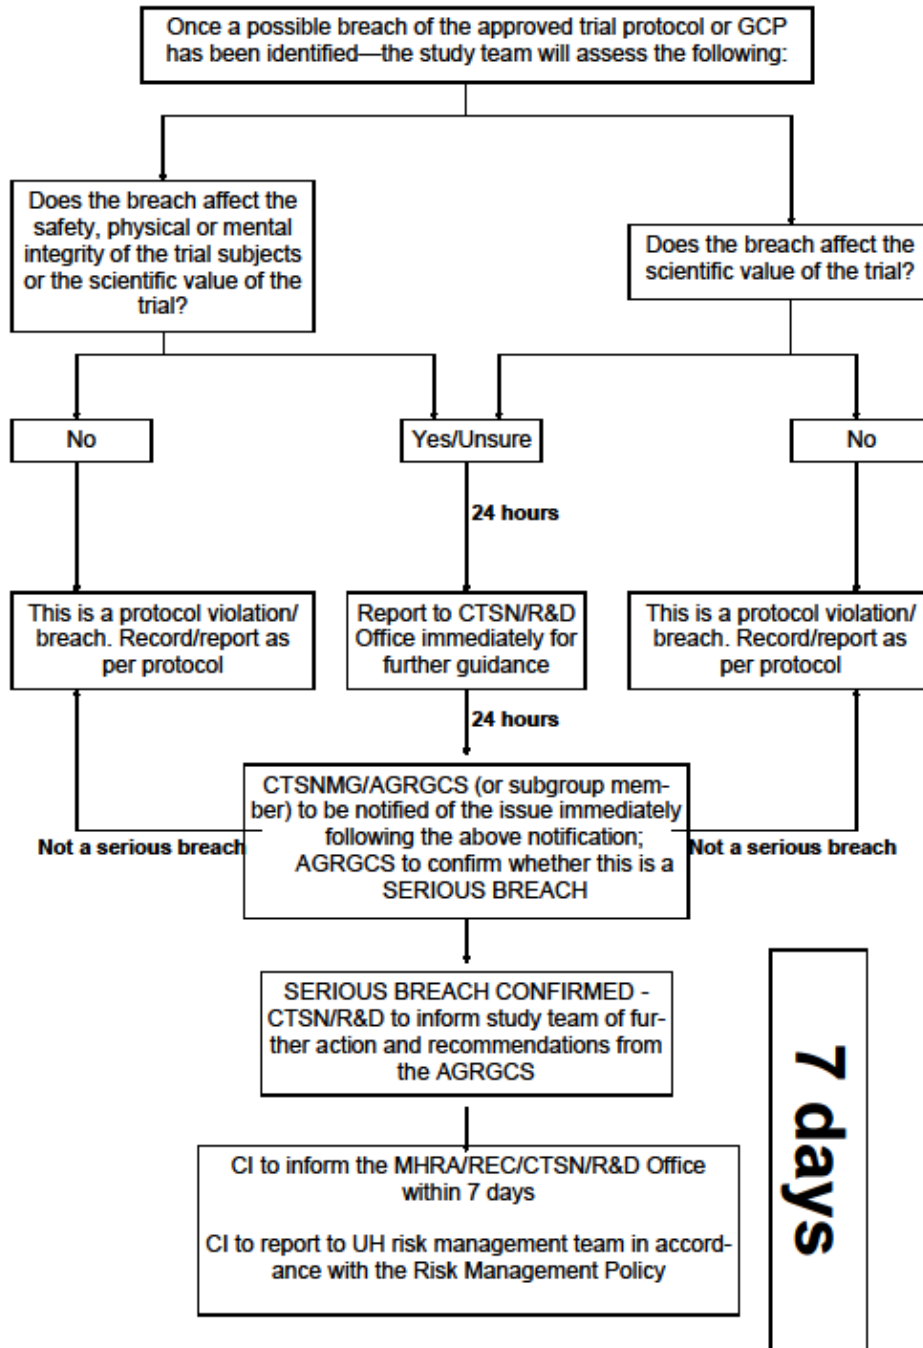 Once a possible breach of the approved trial protocol or GCP
has been identified—the study team will assess the following:
Does the breach affect the
safety, physical or mental
integrity of the trial subjects
or the scientific value of the
trial?
Does the breach affect the
scientific value of the trial?
No
Yes/Unsure
No
24 hours
This is a protocol violation/
breach. Record/report as
per protocol
Report to CTSN/R&D
Office immediately for
further guidance
This is a protocol violation/
breach. Record/report as
per protocol
24 hours
CTSNMG/AGRGCS (or subgroup mem-
ber) to be notified of the issue immediately
following the above notification;
AGRGCS to confirm whether this is a
SERIOUS BREACH
Not a serious breach
Not a serious breach
SERIOUS BREACH CONFIRMED -
CTSN/R&D to inform study team of fur-
ther action and recommendations from
the AGRGCS
CI to inform the MHRA/REC/CTSN/R&D Office
within 7 days
CI to report to UH risk management team in accord-
ance with the Risk Management Policy
7 days